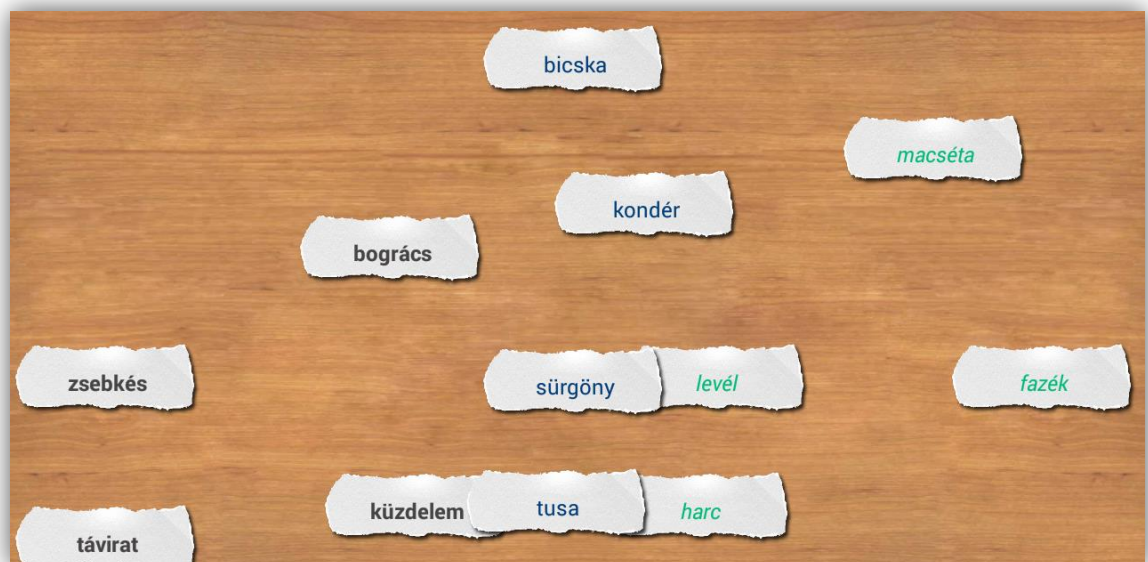 bicska
macséta
kondér
bogrács
zsebkés
sürgöny
levél
fazék
küzdelem
tusa
harc
távirat